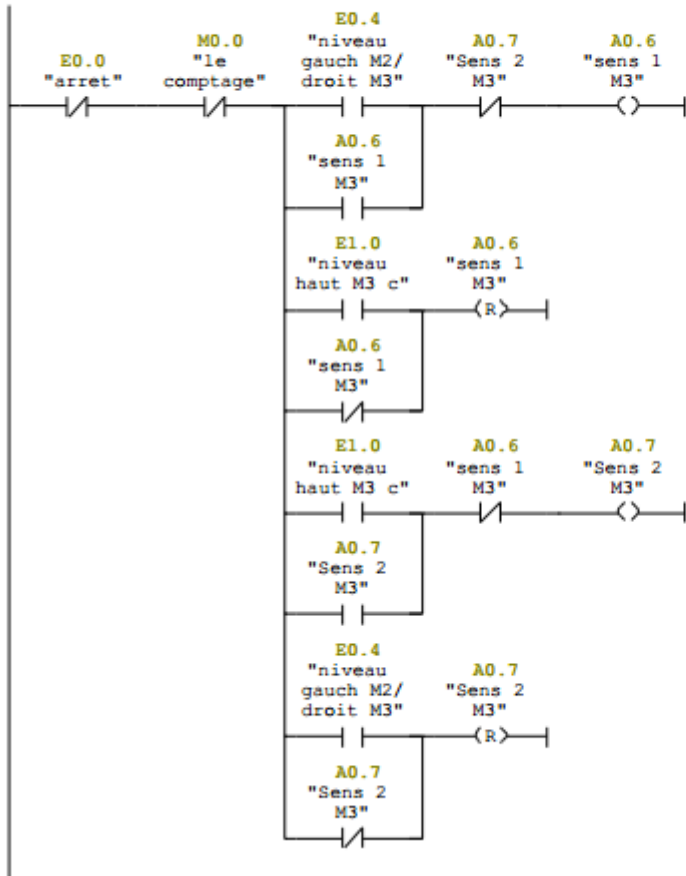 E0.4
E0.0 M0.0 "niveau A0.7 A0.6
"arret" "le gauch M2/ "Sens 2 "sens 1
comptage" droit M3" M3" M3"
A0.6
"sens 1
M3"
E1.0 A0.6
"niveau "sens 1
haut M3 c" M3"
(R)
A0.6
"sens 1
M3"
E1.0 A0.6 A0.7
"niveau "sens 1 "Sens 2
haut M3 c" M3" M3"
A0.7
"Sens 2
M3"
E0.4
"niveau A0.7
gauch M2/ "Sens 2
droit M3" M3"
(R)
A0.7
"Sens 2
M3"